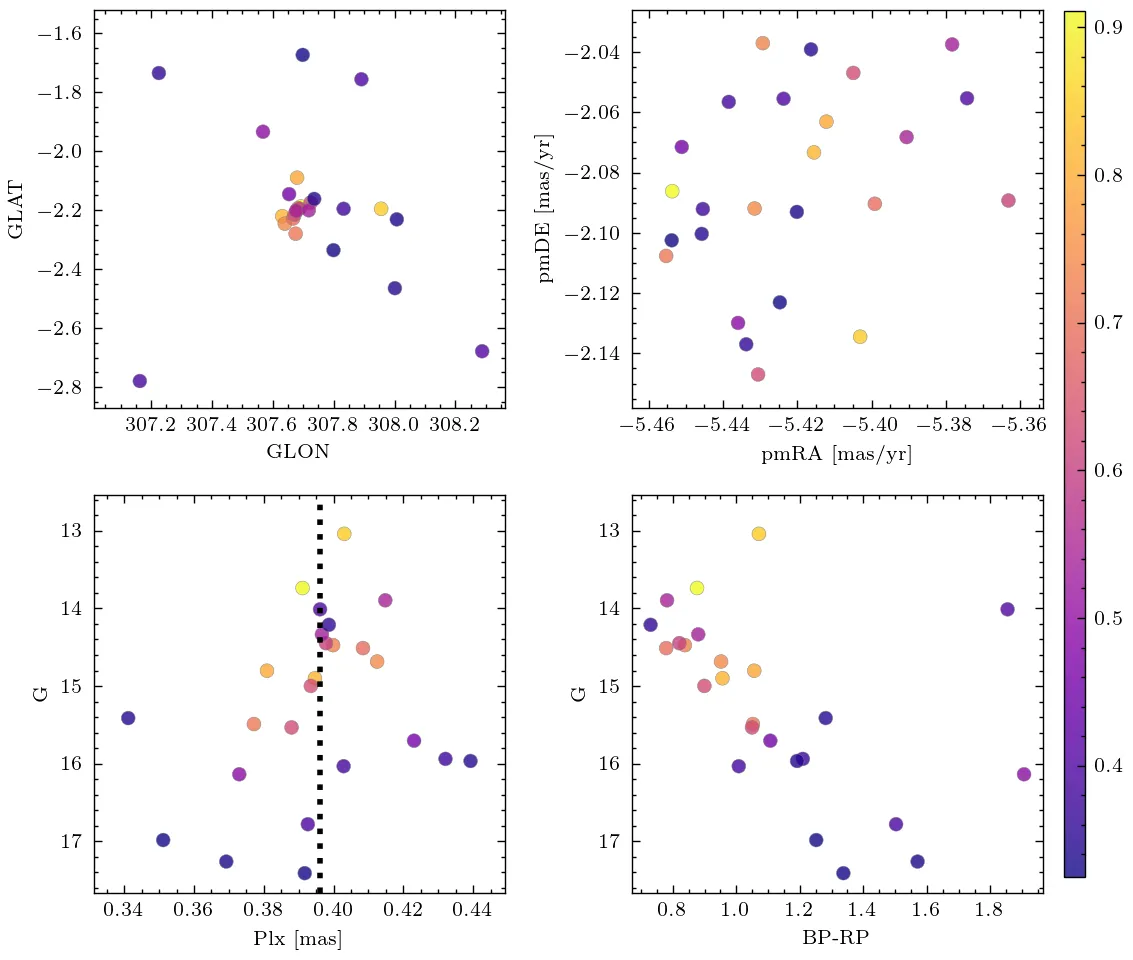 −1.6
−1.8
−2.0
−2.2
−2.4
−2.6
−2.8
GLAT
307.2 307.4 307.6 307.8 308.0 308.2
GLON
−2.04
−2.06
−2.08
−2.10
−2.12
−2.14
pmDE [mas/yr]
−5.46 −5.44 −5.42 −5.40 −5.38 −5.36
pmRA [mas/yr]
0.9
0.8
0.7
0.6
0.5
0.4
13
14
15
16
17
G
0.34 0.36 0.38 0.40 0.42 0.44
Plx [mas]
13
14
15
16
17
G
0.8 1.0 1.2 1.4 1.6 1.8
BP-RP